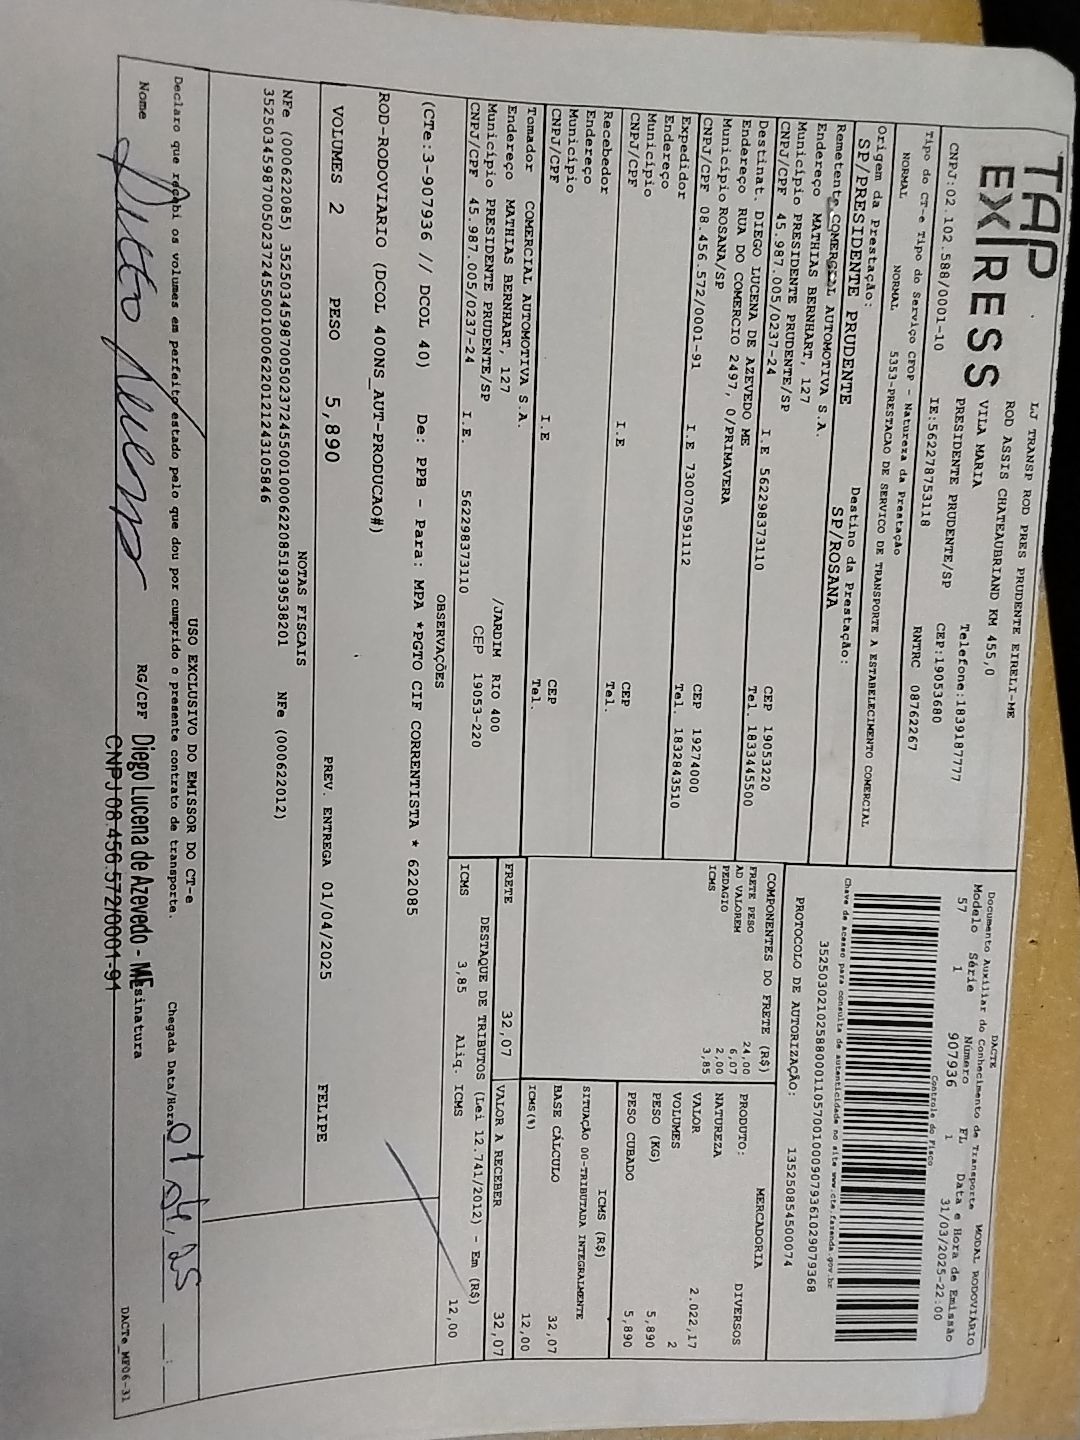 TAP
EX/RESS
LJ TRANSP ROD PRES PRUDENTE EIRELI-ME
ROD ASSIS CHATEAUBRIAND KM 455,0
VILA MARIA Telefone:1839187777
PRESIDENTE PRUDENTE/SP CEP:19053680
CNPJ:02.102.588/0001-10 IE:562278753118 RNTRC 08762267
Tipo do CT-e Tipo do Serviço CFOP - Natureza da Prestação
NORMAL NORMAL 5353-PRESTACAO DE SERVICO DE TRANSPORTE A ESTABELECIMENTO COMERCIAL
Origem da Prestação: Destino da Prestação:
SP/PRESIDENTE PRUDENTE SP/ROSANA
Remetente COMERCIAL AUTOMOTIVA S.A.
Endereço MATHIAS BERNHART, 127
Município PRESIDENTE PRUDENTE/SP CEP 19053220
CNPJ/CPF 45.987.005/0237-24 I.E 562298373110 Tel. 1833445500
Destinat. DIEGO LUCENA DE AZEVEDO ME
Endereço RUA DO COMERCIO 2497, 0/PRIMAVERA
Município ROSANA/SP CEP 19274000
CNPJ/CPF 08.456.572/0001-91 I.E 730070591112 Tel. 1832843510
Expedidor
Endereço
Município CEP
CNPJ/CPF I.E Tel.
Recebedor
Endereço
Município CEP
CNPJ/CPF I.E Tel.
Tomador COMERCIAL AUTOMOTIVA S.A.
Endereço MATHIAS BERNHART, 127 /JARDIM RIO 400
Município PRESIDENTE PRUDENTE/SP CEP 19053-220
CNPJ/CPF 45.987.005/0237-24 I.E. 562298373110
DACTE
Documento Auxiliar do Conhecimento de Transporte MODAL RODOVIÁRIO
Modelo Série Número FL Data e Hora de Emissão
57 1 907936 1 31/03/2025-22:00
Controle do Fisco
Chave de acesso para consulta de autenticidade no site www.cte.fazenda.gov.br
35250302102588000110570010009079361029079368
PROTOCOLO DE AUTORIZAÇÃO: 135250854500074
COMPONENTES DO FRETE (R$)
FRETE PESO 24,00
AD VALOREM 6,07
PEDAGIO 2,00
ICMS 3,85
MERCADORIA
PRODUTO: DIVERSOS
NATUREZA
VALOR 2.022,17
VOLUMES 2
PESO (KG) 5,890
PESO CUBADO 5,890
ICMS (R$)
SITUAÇÃO 00-TRIBUTADA INTEGRALMENTE
BASE CÁLCULO 32,07
ICMS(%) 12,00
FRETE 32,07 VALOR A RECEBER 32,07
DESTAQUE DE TRIBUTOS (Lei 12.741/2012) - Em (R$)
ICMS 3,85 Aliq. ICMS 12,00
OBSERVAÇÕES
(CTe:3-907936 // DCOL 40) De: PPB - Para: MPA *PGTO CIF CORRENTISTA * 622085
ROD-RODOVIARIO (DCOL 400NS_AUT-PRODUCAO#)
VOLUMES 2 PESO 5,890 PREV. ENTREGA 01/04/2025 FELIPE
NOTAS FISCAIS
NFe (000622085) 35250345987005023724550010006220851939538201 NFe (000622012)
35250345987005023724550010006220121243105846
USO EXCLUSIVO DO EMISSOR DO CT-e
Declaro que recebi os volumes em perfeito estado pelo que dou por cumprido o presente contrato de transporte.
Chegada Data/Hora 01 04, 25 __:__
Nome RG/CPF Diego Lucena de Azevedo - ME Assinatura
CNPJ 08.456.572/0001-91
DACTe_MF06-31